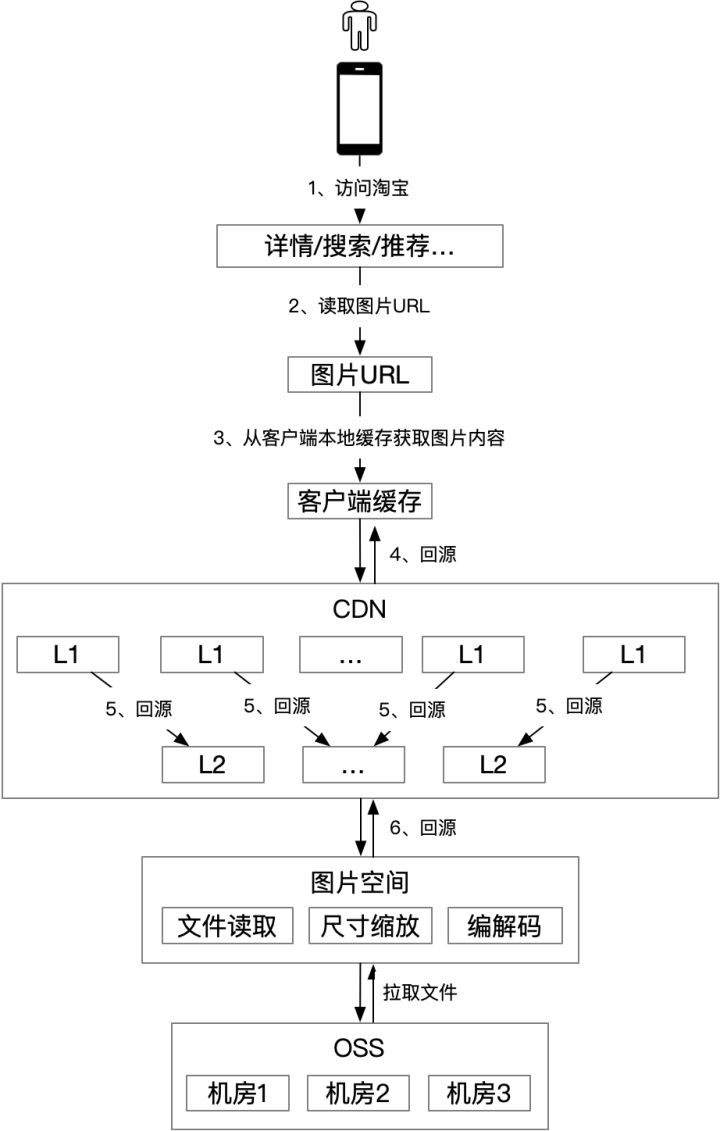 1、访问淘宝
详情/搜索/推荐...
2、读取图片URL
图片URL
3、从客户端本地缓存获取图片内容
客户端缓存
4、回源
CDN
L1 L1 ... L1 L1
5、回源 5、回源 5、回源 5、回源
L2 ... L2
6、回源
图片空间
文件读取 尺寸缩放 编解码
拉取文件
OSS
机房1 机房2 机房3